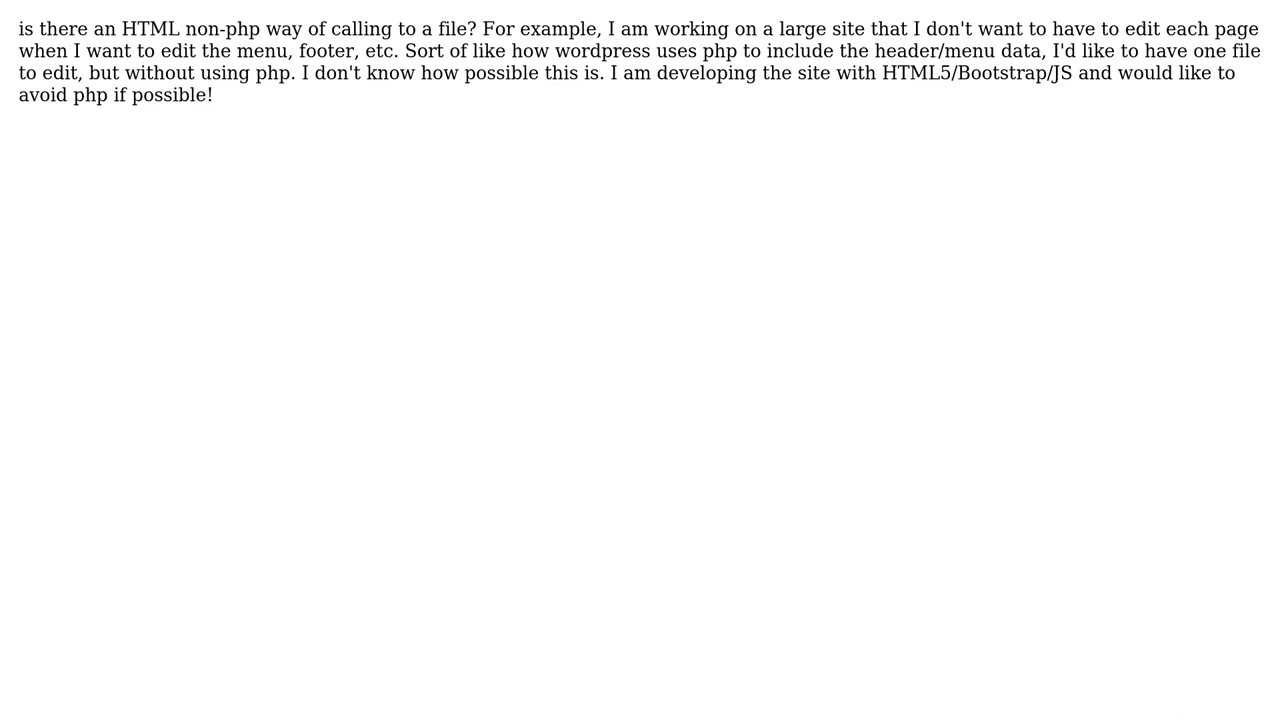 is there an HTML non-php way of calling to a file? For example, I am working on a large site that I don't want to have to edit each page
when I want to edit the menu, footer, etc. Sort of like how wordpress uses php to include the header/menu data, I'd like to have one file
to edit, but without using php. I don't know how possible this is. I am developing the site with HTML5/Bootstrap/JS and would like to
avoid php if possible!